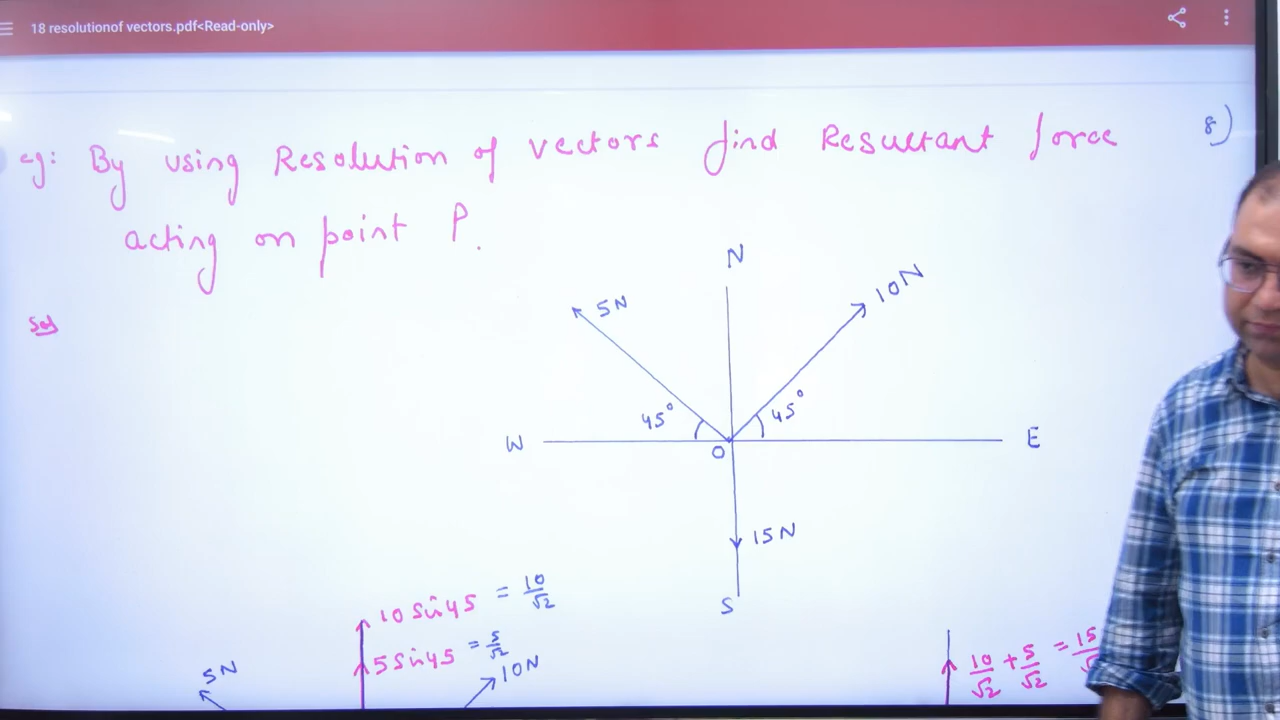 18 resolutionof vectors.pdf<Read-only>
eg: By using Resolution of vectors find Resultant force
8)
acting on point P.
Sol
N
5N
10N
45°
45°
W
O
E
15N
S
10 Sin45 = 10/√2
5 Sin45 = 5/√2
5N
10N
10/√2 + 5/√2 = 15/√